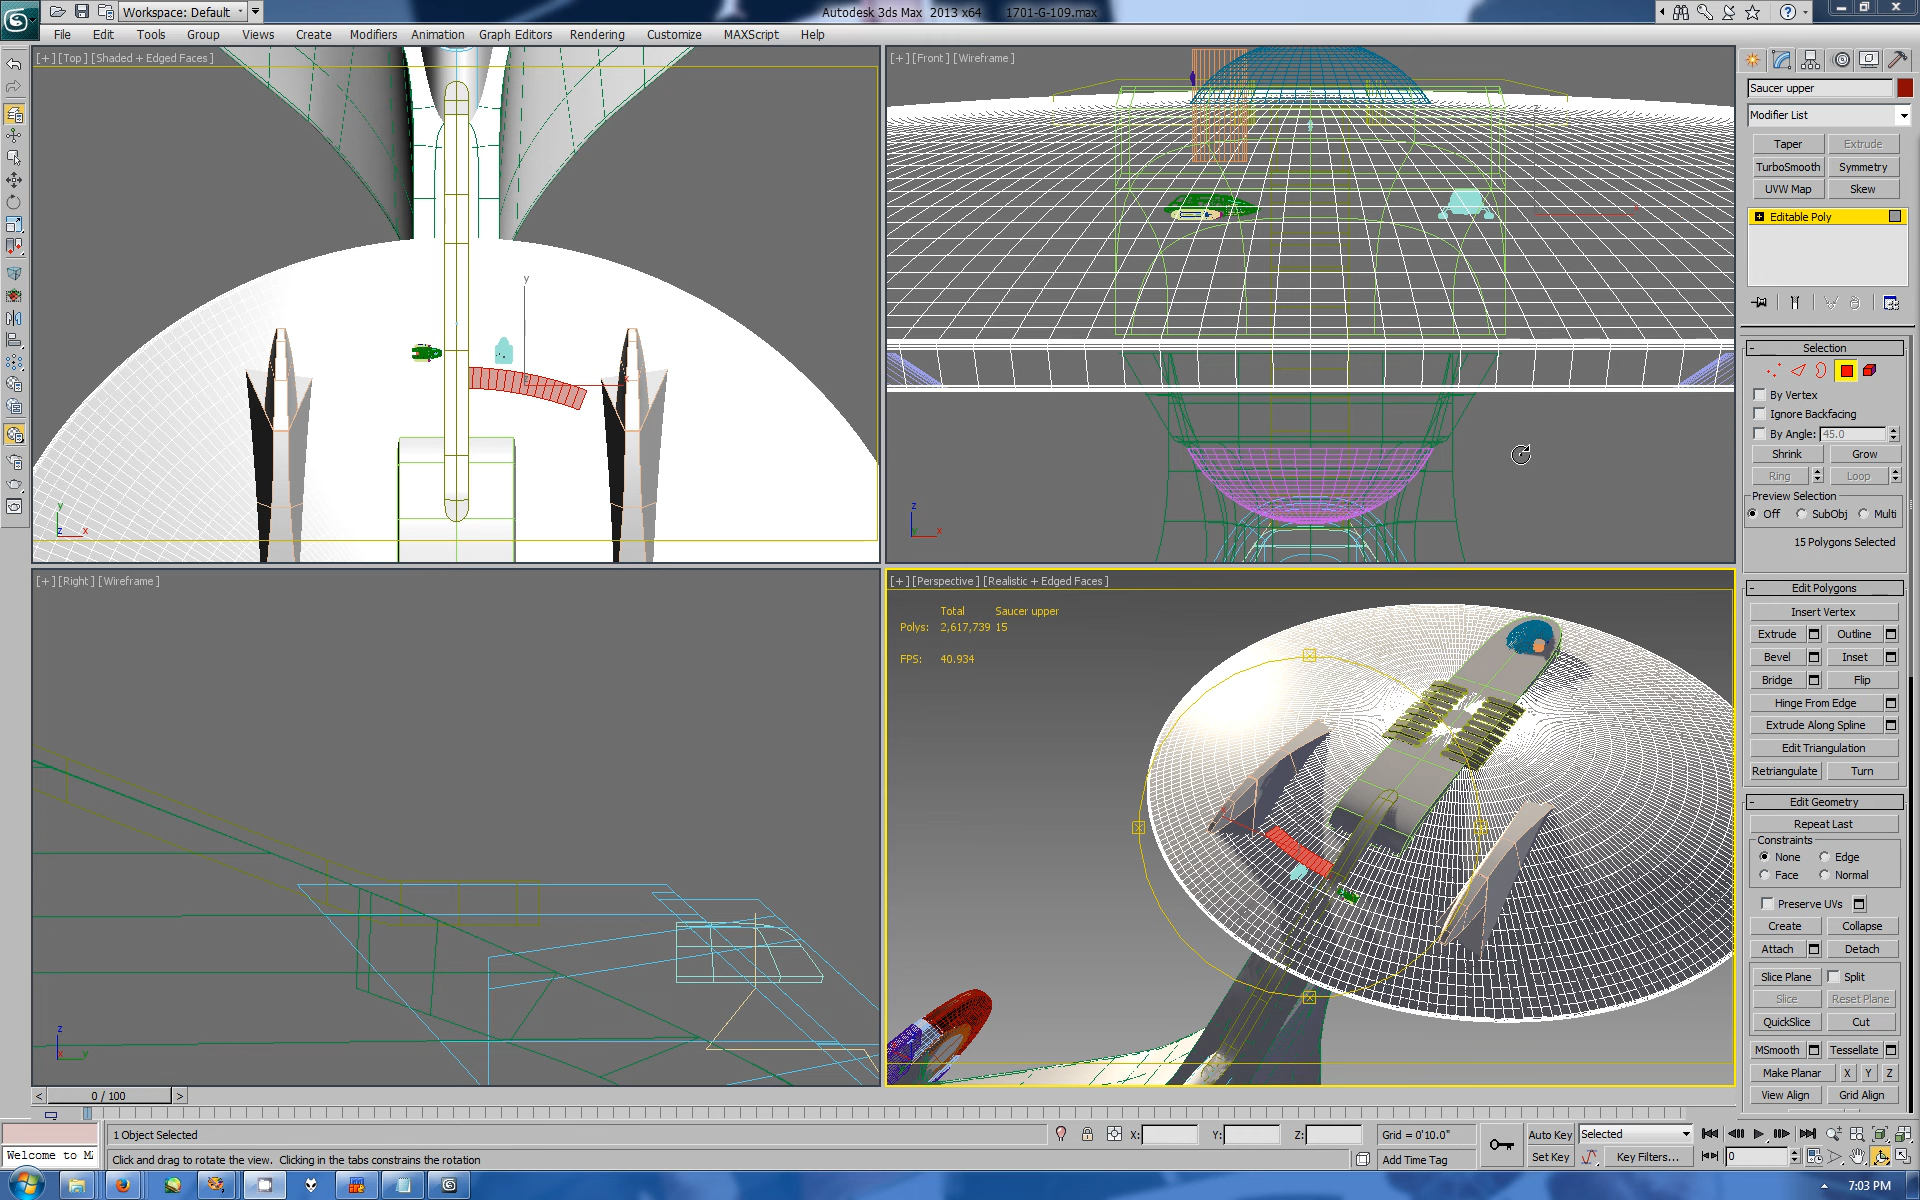 Workspace: Default
Autodesk 3ds Max 2013 x64 1701-G-109.max
File Edit Tools Group Views Create Modifiers Animation Graph Editors Rendering Customize MAXScript Help
[+][Top][Shaded + Edged Faces]
[+][Front][Wireframe]
y
x
z
y
x
z
x
[+][Right][Wireframe]
[+][Perspective][Realistic + Edged Faces]
Total Saucer upper
Polys: 2,617,739 15
FPS: 40.934
z
x y
Saucer upper
Modifier List
Taper Extrude
TurboSmooth Symmetry
UVW Map Skew
Editable Poly
Selection
By Vertex
Ignore Backfacing
By Angle: 45.0
Shrink Grow
Ring Loop
Preview Selection
Off SubObj Multi
15 Polygons Selected
Edit Polygons
Insert Vertex
Extrude Outline
Bevel Inset
Bridge Flip
Hinge From Edge
Extrude Along Spline
Edit Triangulation
Retriangulate Turn
Edit Geometry
Repeat Last
Constraints
None Edge
Face Normal
Preserve UVs
Create Collapse
Attach Detach
Slice Plane Split
Slice Reset Plane
QuickSlice Cut
MSmooth Tessellate
Make Planar X Y Z
View Align Grid Align
< 0 / 100 >
1 Object Selected X: Y: Z: Grid = 0'10.0" Auto Key Selected
Welcome to M
Click and drag to rotate the view. Clicking in the tabs constrains the rotation
Add Time Tag Set Key Key Filters... 0
7:03 PM